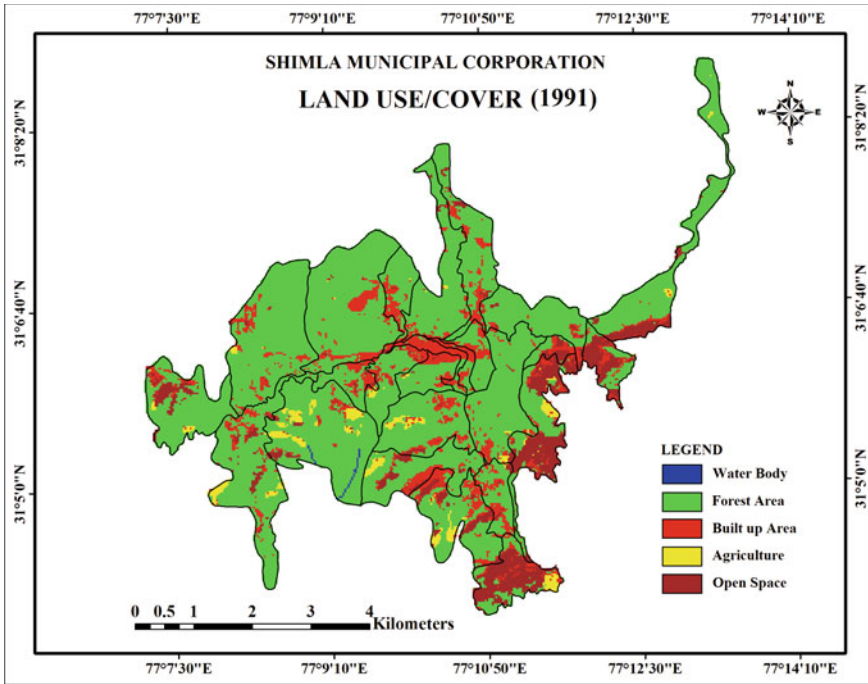 77°7'30"E 77°9'10"E 77°10'50"E 77°12'30"E 77°14'10"E
SHIMLA MUNICIPAL CORPORATION
LAND USE/COVER (1991)
N
W E
S
31°8'20"N 31°8'20"N
31°6'40"N 31°6'40"N
31°5'0"N 31°5'0"N
LEGEND
Water Body
Forest Area
Built up Area
Agriculture
Open Space
0 0.5 1 2 3 4
Kilometers
77°7'30"E 77°9'10"E 77°10'50"E 77°12'30"E 77°14'10"E